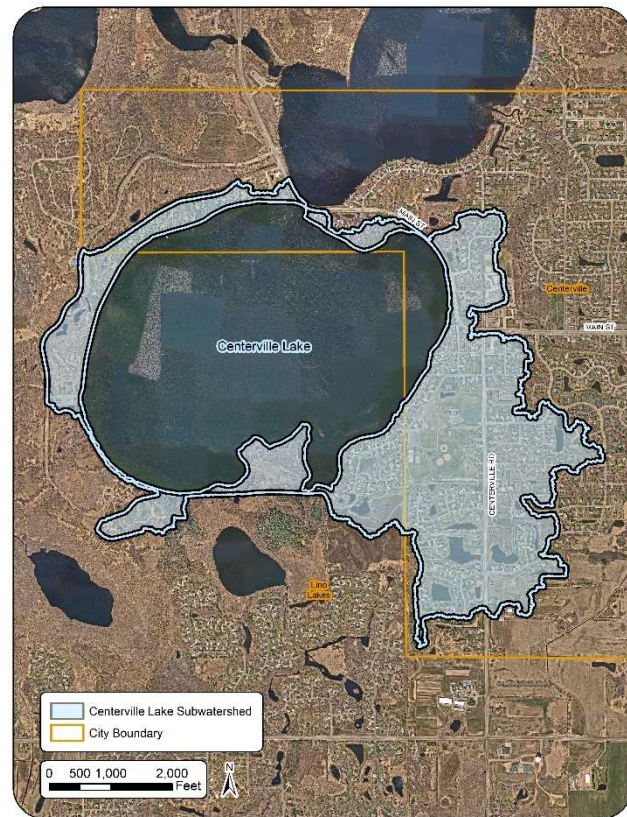 MAIN ST
Centerville
MAIN ST
Centerville Lake
CENTERVILLE RD
Lino
Lakes
Centerville Lake Subwatershed
City Boundary
0 500 1,000 2,000
Feet
N